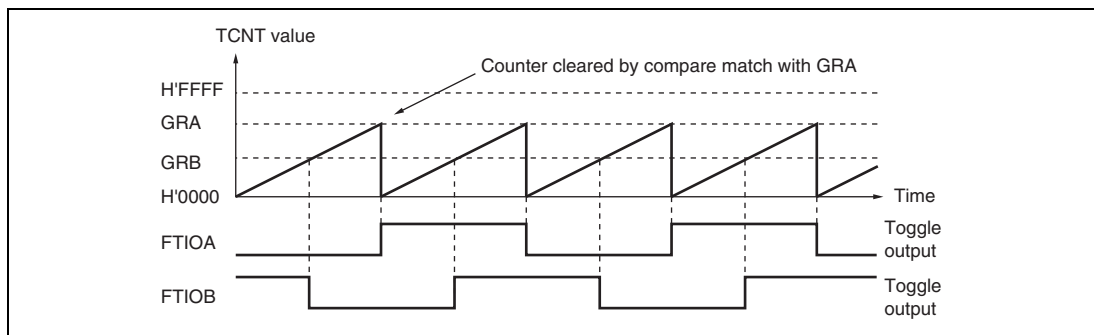 TCNT value
Counter cleared by compare match with GRA
H'FFFF
GRA
GRB
H'0000
Time
FTIOA
Toggle
output
FTIOB
Toggle
output